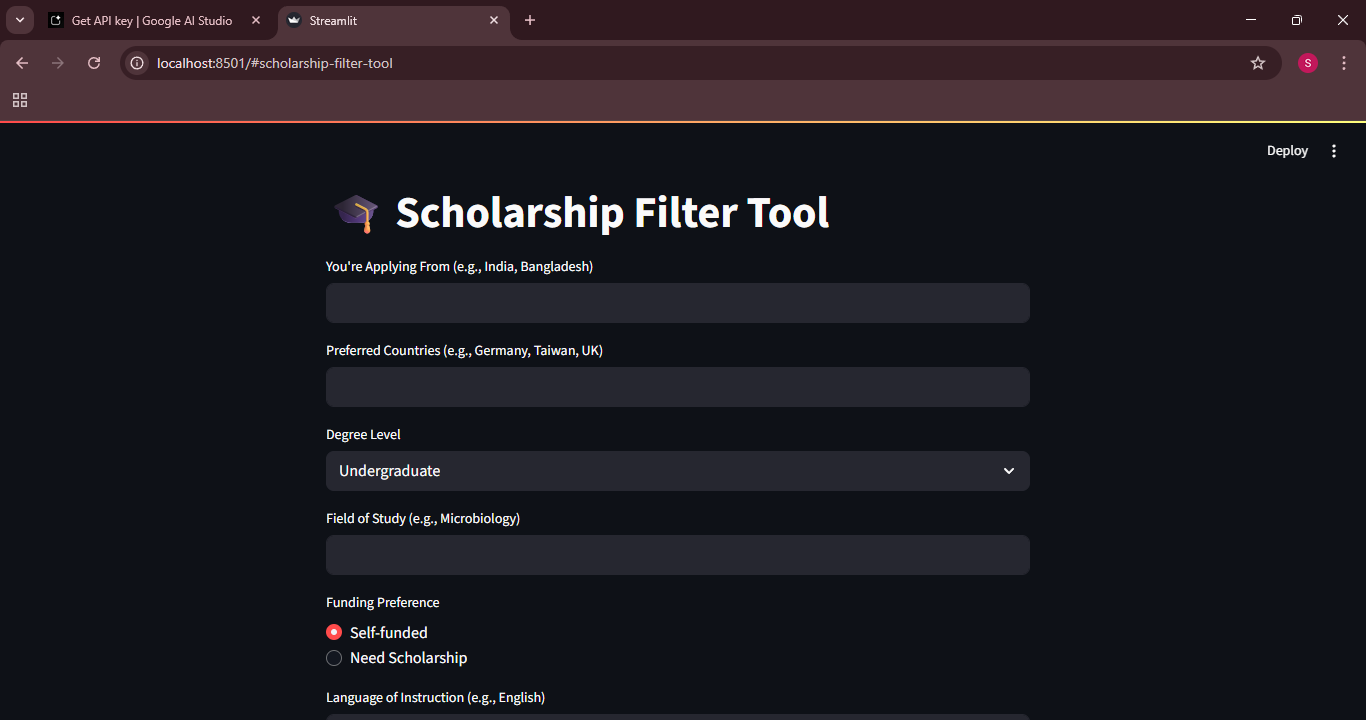 Get API key | Google AI Studio
Streamlit
localhost:8501/#scholarship-filter-tool
S
Deploy
Scholarship Filter Tool
You're Applying From (e.g., India, Bangladesh)
Preferred Countries (e.g., Germany, Taiwan, UK)
Degree Level
Undergraduate
Field of Study (e.g., Microbiology)
Funding Preference
Self-funded
Need Scholarship
Language of Instruction (e.g., English)